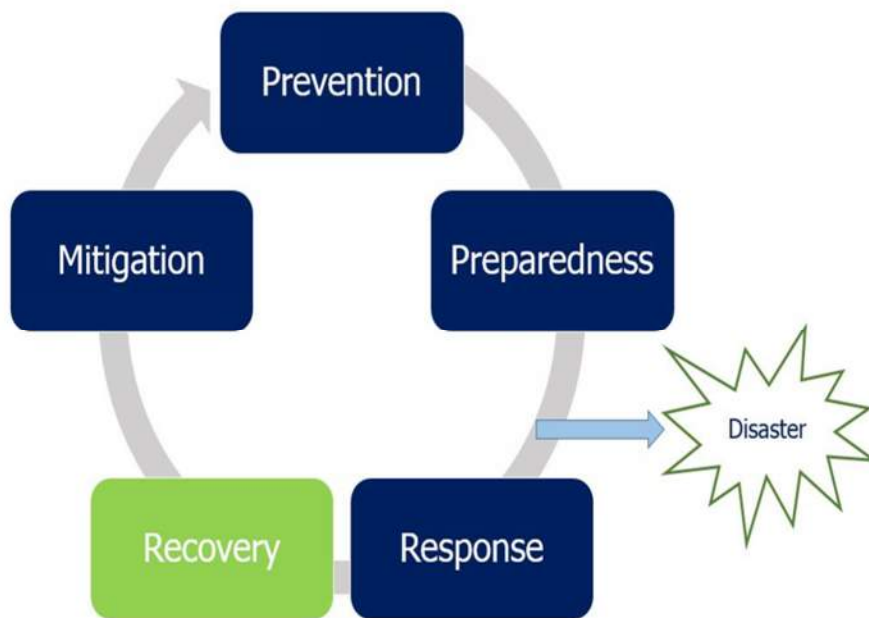 Prevention
Preparedness
Disaster
Response
Recovery
Mitigation